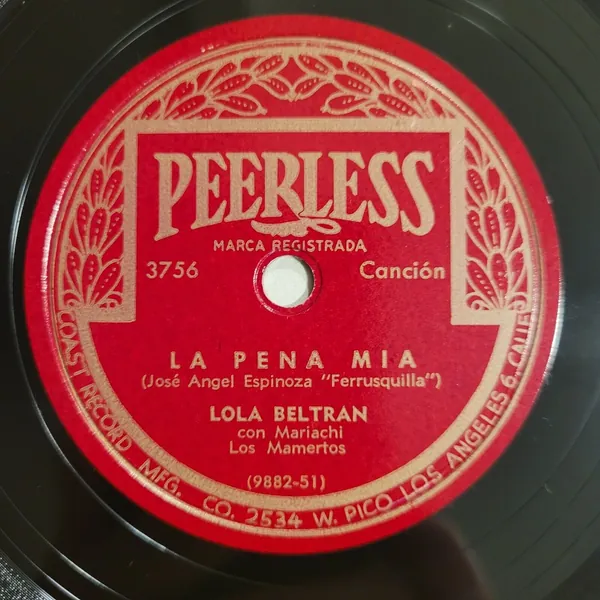 PEERLESS
MARCA REGISTRADA
3756 Canción
LA PENA MIA
(José Angel Espinoza "Ferrusquilla")
LOLA BELTRAN
con Mariachi
Los Mamertos
(9882-51)
COAST RECORD MFG. CO. 2534 W. PICO LOS ANGELES 6, CALIF.